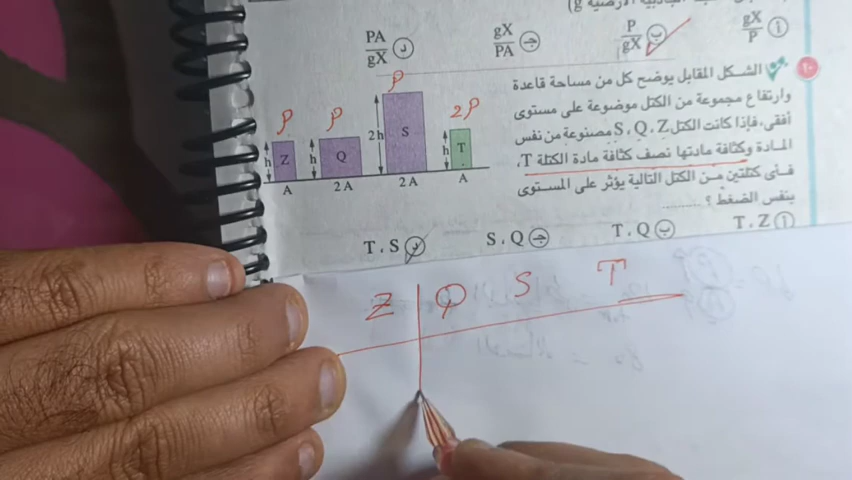 الجاذبية الأرضية g)
أ gX/P ب P/gX ج gX/PA د PA/gX
٢٠ الشكل المقابل يوضح كل من مساحة قاعدة
وارتفاع مجموعة من الكتل موضوعة على مستوى
أفقى، فإذا كانت الكتل S ، Q ، Z مصنوعة من نفس
المادة وكثافة مادتها نصف كثافة مادة الكتلة T،
فأى كتلتين من الكتل التالية يؤثر على المستوى
بنفس الضغط ؟ ..........
ρ ρ ρ 2ρ
h Z h Q 2h S h T
A 2A 2A A
أ T ، Z ب T ، Q ج S ، Q د T ، S
Z Q S T